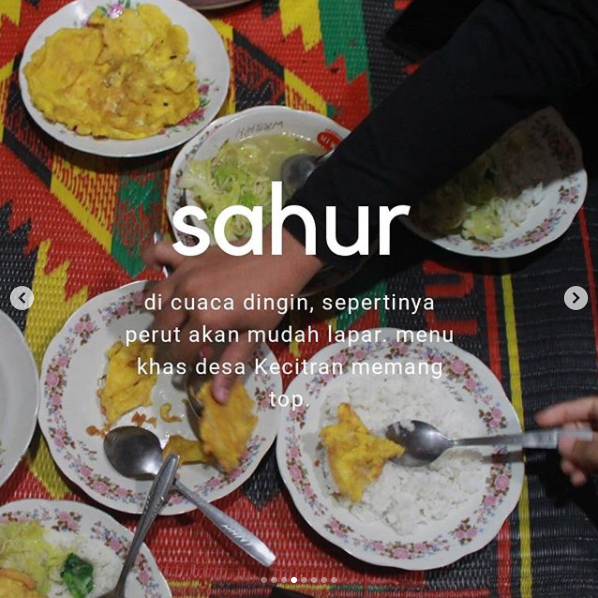 sahur
di cuaca dingin, sepertinya
perut akan mudah lapar. menu
khas desa Kecitran memang
top.